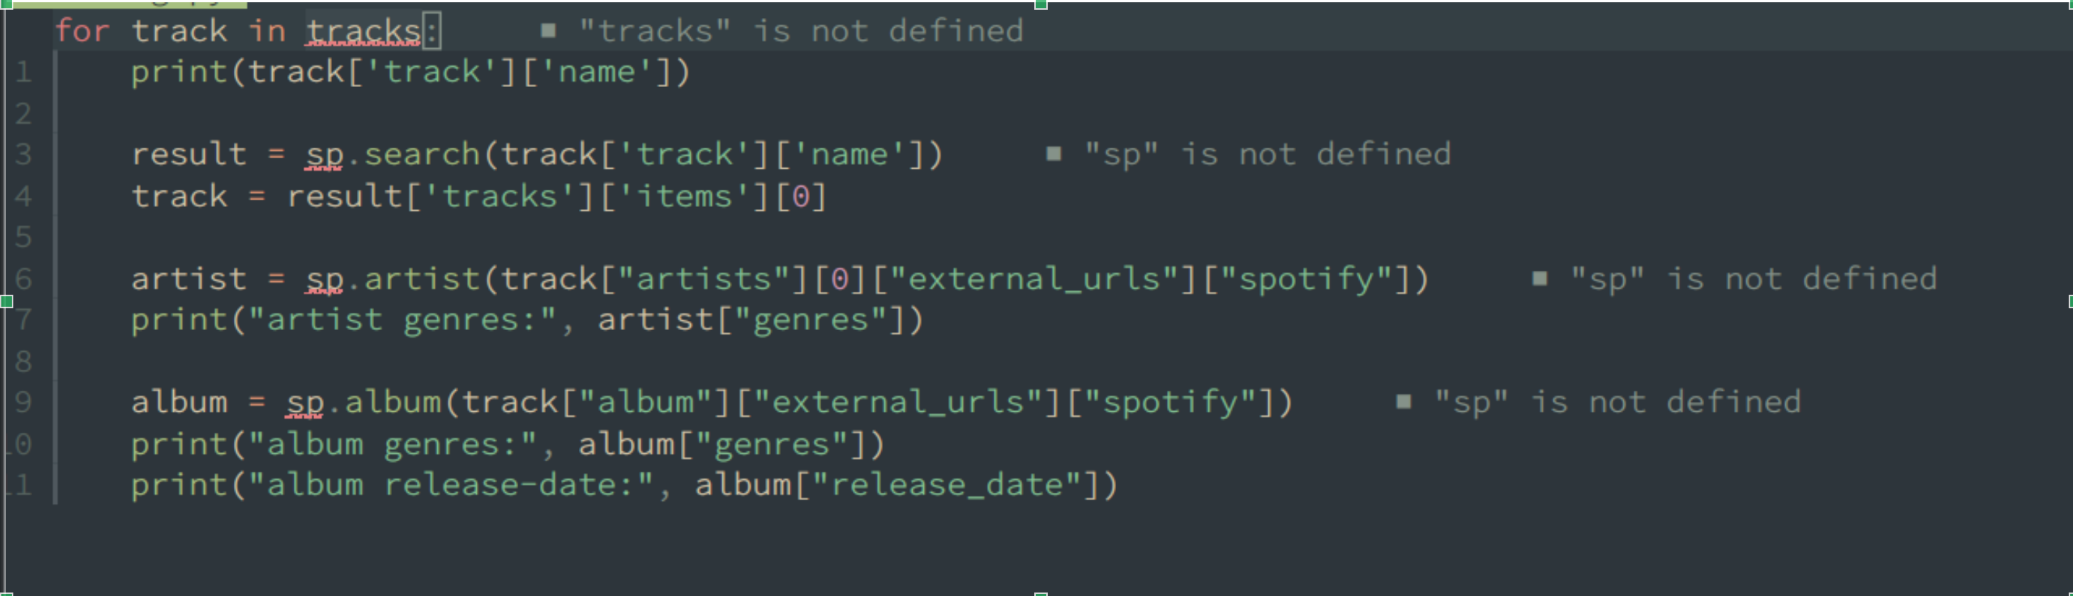 for track in tracks: ■ "tracks" is not defined
1 print(track['track']['name'])
2
3 result = sp.search(track['track']['name']) ■ "sp" is not defined
4 track = result['tracks']['items'][0]
5
6 artist = sp.artist(track["artists"][0]["external_urls"]["spotify"]) ■ "sp" is not defined
7 print("artist genres:", artist["genres"])
8
9 album = sp.album(track["album"]["external_urls"]["spotify"]) ■ "sp" is not defined
10 print("album genres:", album["genres"])
11 print("album release-date:", album["release_date"])